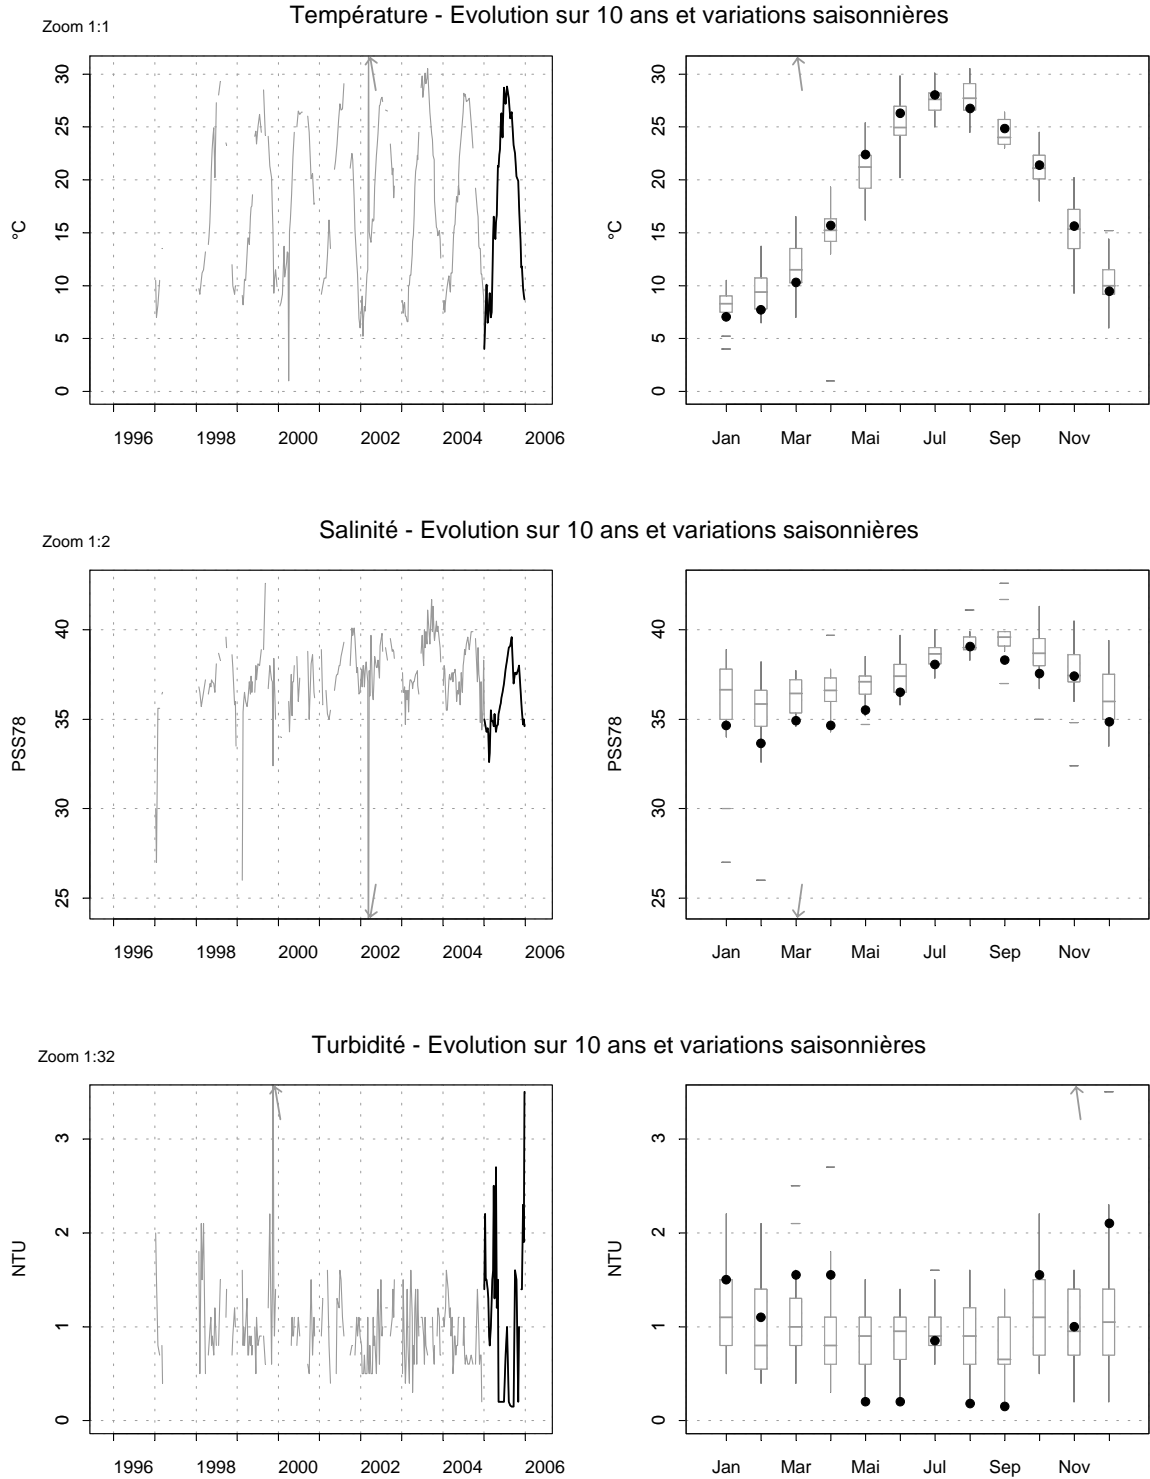 Température - Evolution sur 10 ans et variations saisonnières
Zoom 1:1
°C
0 5 10 15 20 25 30
1996 1998 2000 2002 2004 2006
°C
0 5 10 15 20 25 30
Jan Mar Mai Jul Sep Nov
Salinité - Evolution sur 10 ans et variations saisonnières
Zoom 1:2
PSS78
25 30 35 40
1996 1998 2000 2002 2004 2006
PSS78
25 30 35 40
Jan Mar Mai Jul Sep Nov
Turbidité - Evolution sur 10 ans et variations saisonnières
Zoom 1:32
NTU
0 1 2 3
1996 1998 2000 2002 2004 2006
NTU
0 1 2 3
Jan Mar Mai Jul Sep Nov